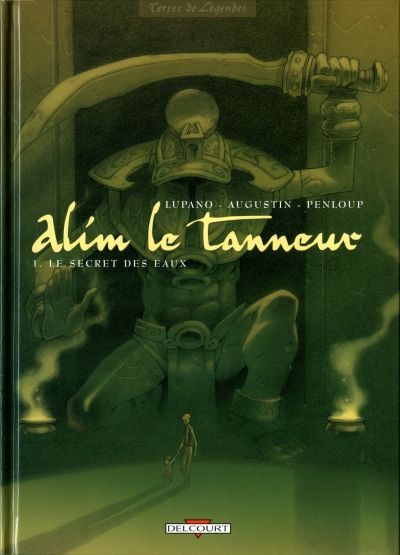 Terres de Légendes
LUPANO - AUGUSTIN - PENLOUP
alim le tanneur
1. LE SECRET DES EAUX
DELCOURT